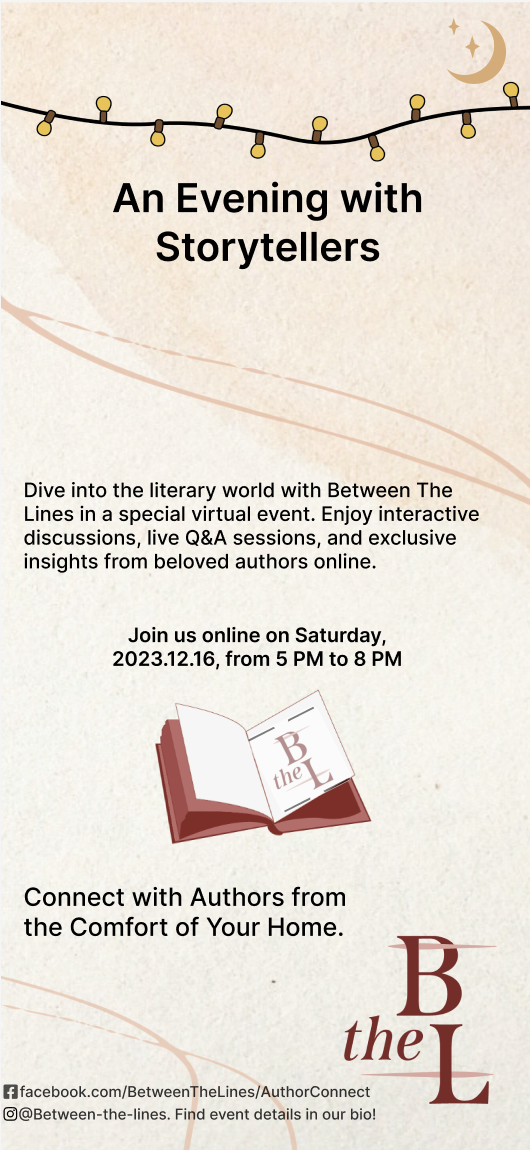 An Evening with
Storytellers
Dive into the literary world with Between The
Lines in a special virtual event. Enjoy interactive
discussions, live Q&A sessions, and exclusive
insights from beloved authors online.
Join us online on Saturday,
2023.12.16, from 5 PM to 8 PM
B
the L
Connect with Authors from
the Comfort of Your Home.
B
the L
facebook.com/BetweenTheLines/AuthorConnect
@Between-the-lines. Find event details in our bio!